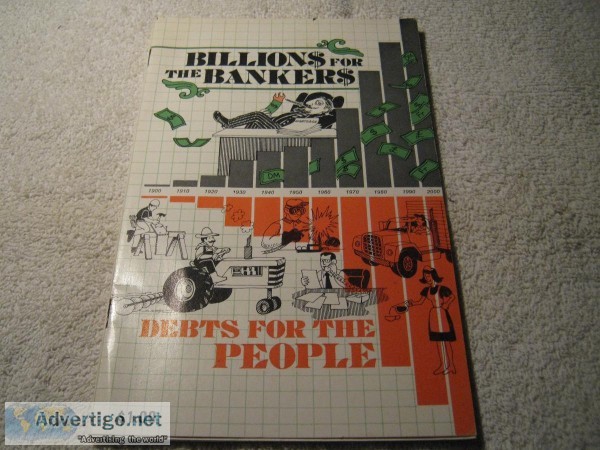 BILLION$ FOR
THE BANKER$
DM
1900 1910 1920 1930 1940 1950 1960 1970 1980 1990 2000
DEBTS FOR THE
PEOPLE
Advertigo.net
"Advertising the world"